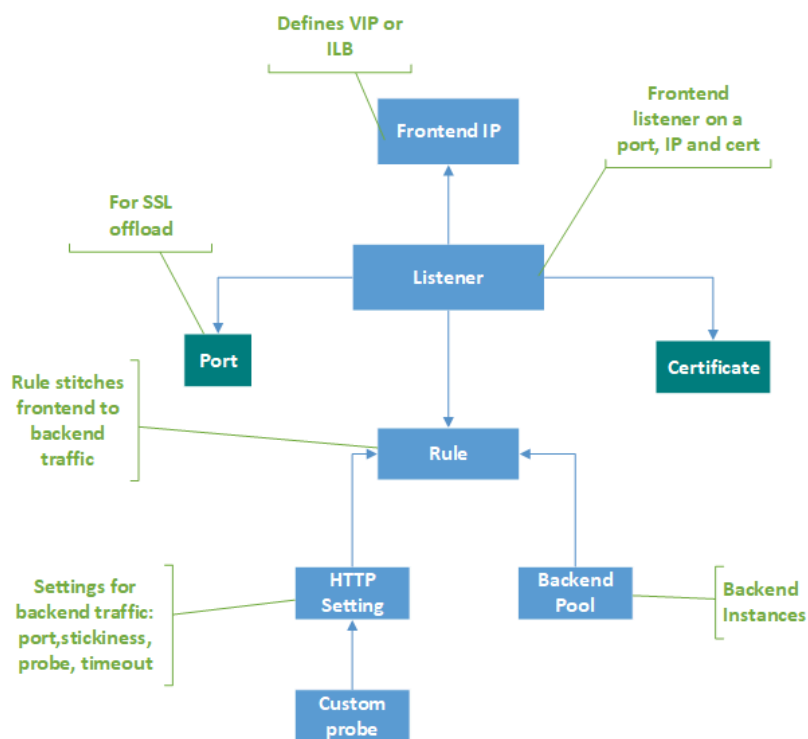 Defines VIP or
ILB
Frontend IP
Frontend
listener on a
port, IP and cert
For SSL
offload
Listener
Port
Certificate
Rule stitches
frontend to
backend
traffic
Rule
Settings for
backend traffic:
port,stickiness,
probe, timeout
HTTP
Setting
Backend
Pool
Backend
Instances
Custom
probe